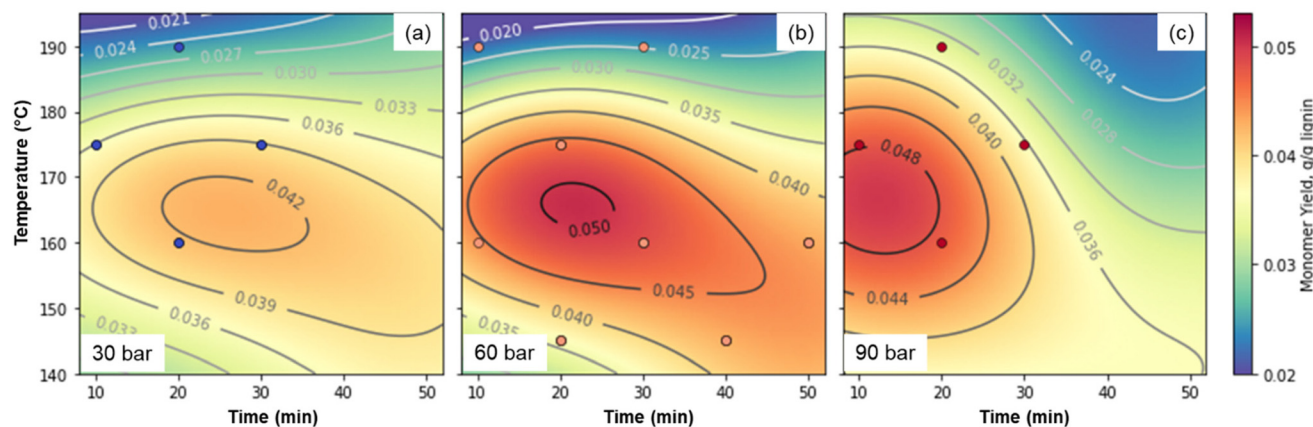 (a)
0.021
0.024
0.027
0.030
0.033
0.036
0.042
0.039
0.036
0.033
30 bar
(b)
0.020
0.025
0.030
0.035
0.040
0.050
0.045
0.040
0.035
60 bar
(c)
0.024
0.032
0.028
0.040
0.048
0.036
0.044
90 bar
Temperature (°C)
190
180
170
160
150
140
10 20 30 40 50
10 20 30 40 50
10 20 30 40 50
Time (min)
Time (min)
Time (min)
0.05
0.04
0.03
0.02
Monomer Yield, g/g lignin